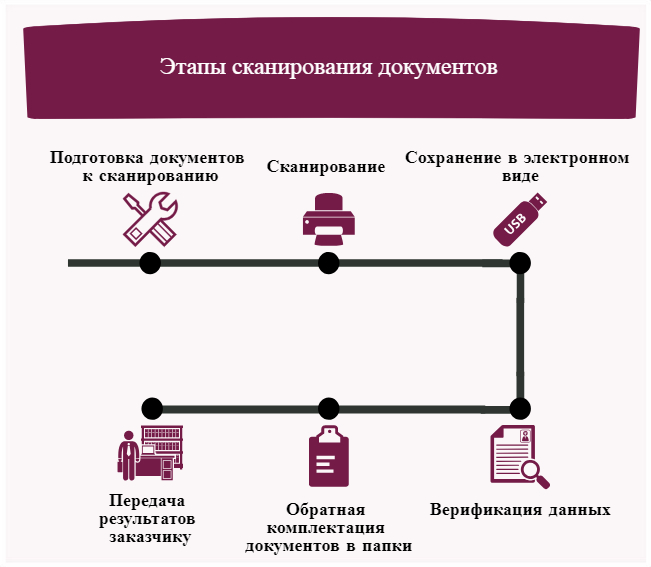 Этапы сканирования документов
Подготовка документов
к сканированию
Сканирование
Сохранение в электронном
виде
USB
Передача
результатов
заказчику
Обратная
комплектация
документов в папки
Верификация данных